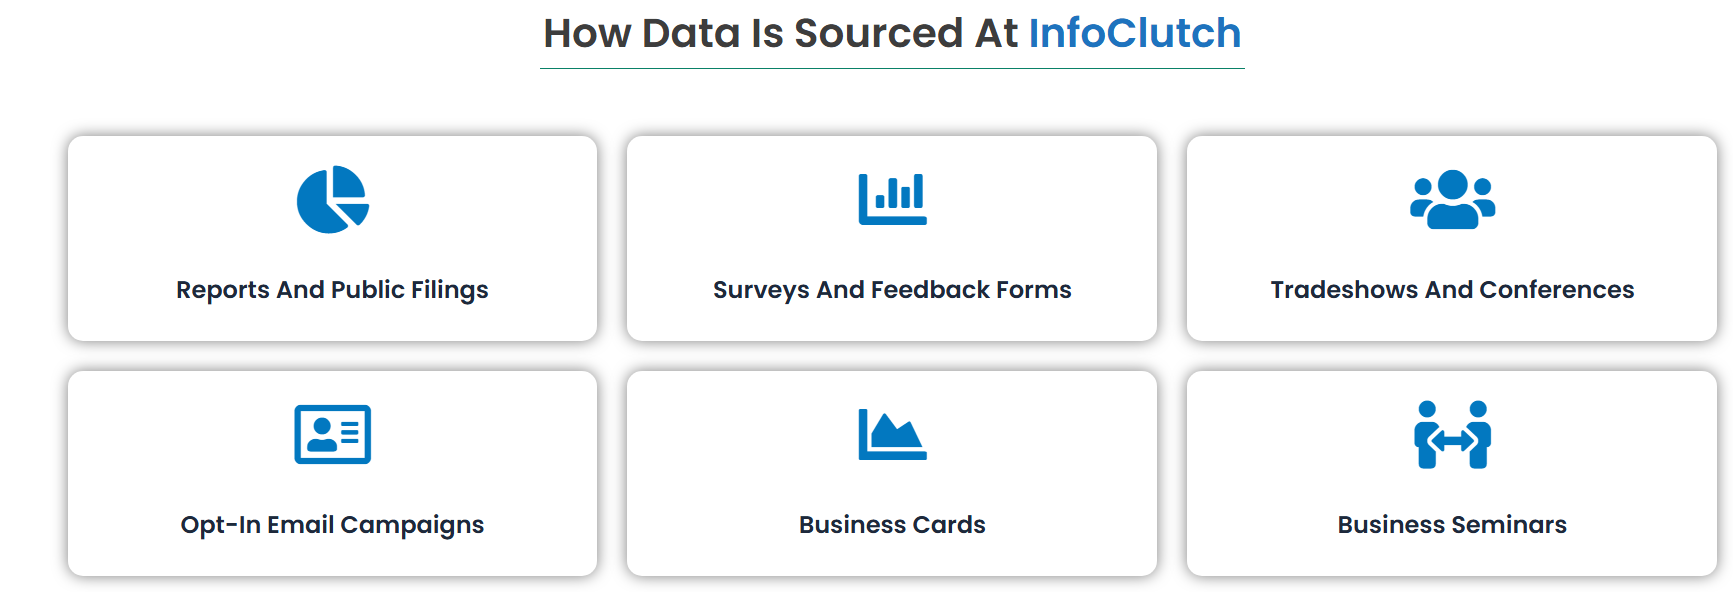 How Data Is Sourced At InfoClutch
Reports And Public Filings
Surveys And Feedback Forms
Tradeshows And Conferences
Opt-In Email Campaigns
Business Cards
Business Seminars